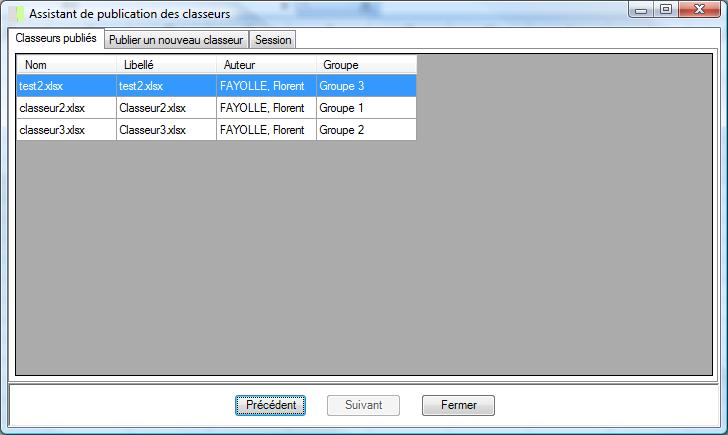 Assistant de publication des classeurs
Classeurs publiés Publier un nouveau classeur Session
Nom Libellé Auteur Groupe
test2.xlsx test2.xlsx FAYOLLE, Florent Groupe 3
classeur2.xlsx Classeur2.xlsx FAYOLLE, Florent Groupe 1
classeur3.xlsx Classeur3.xlsx FAYOLLE, Florent Groupe 2
Précédent Suivant Fermer